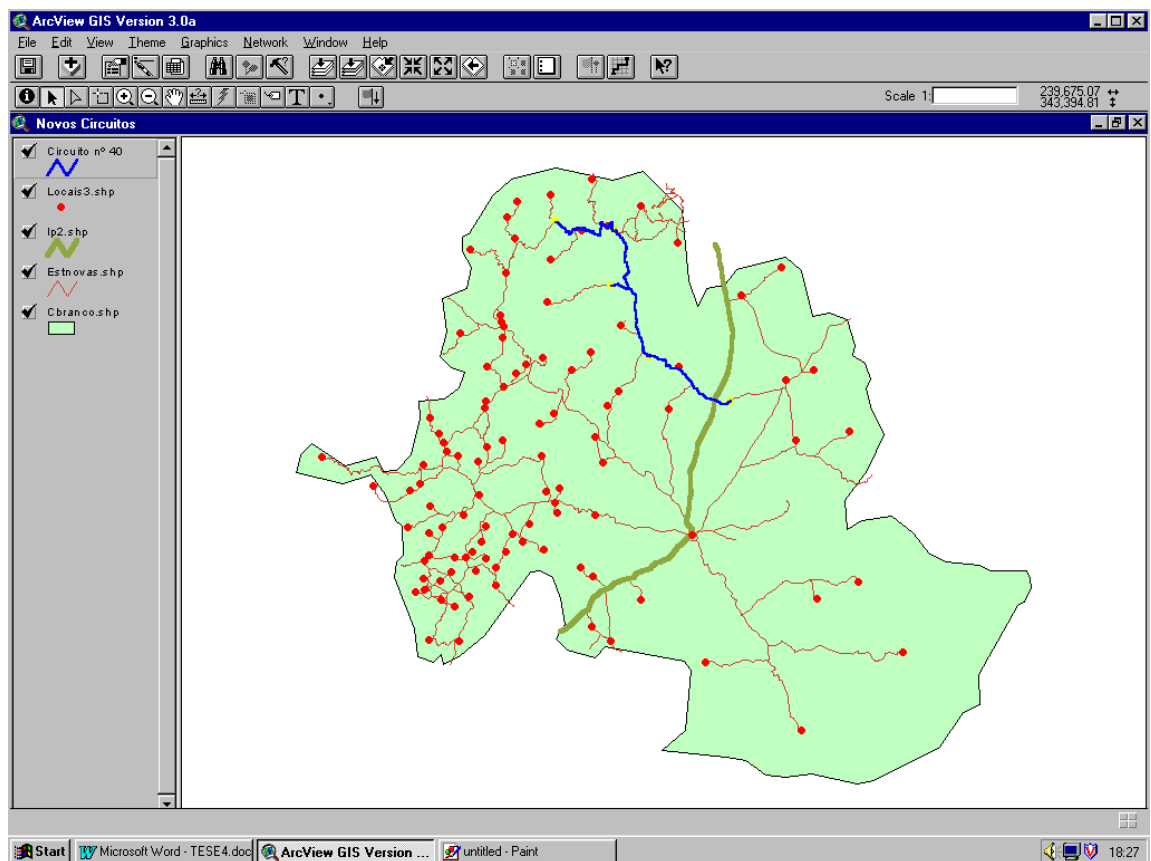 ArcView GIS Version 3.0a
File Edit View Theme Graphics Network Window Help
Scale 1:
239,675.07
343,394.81
Novos Circuitos
Circuito nº 40
Locais3.shp
Ip2.shp
Estnovas.shp
Cbranco.shp
Start
Microsoft Word - TESE4.doc
ArcView GIS Version ...
untitled - Paint
18:27